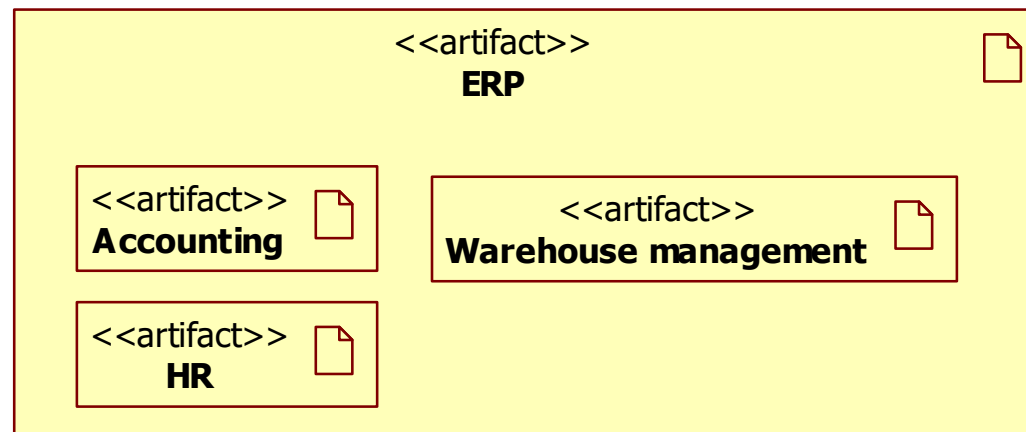 <<artifact>>
ERP
<<artifact>>
Accounting
<<artifact>>
Warehouse management
<<artifact>>
HR